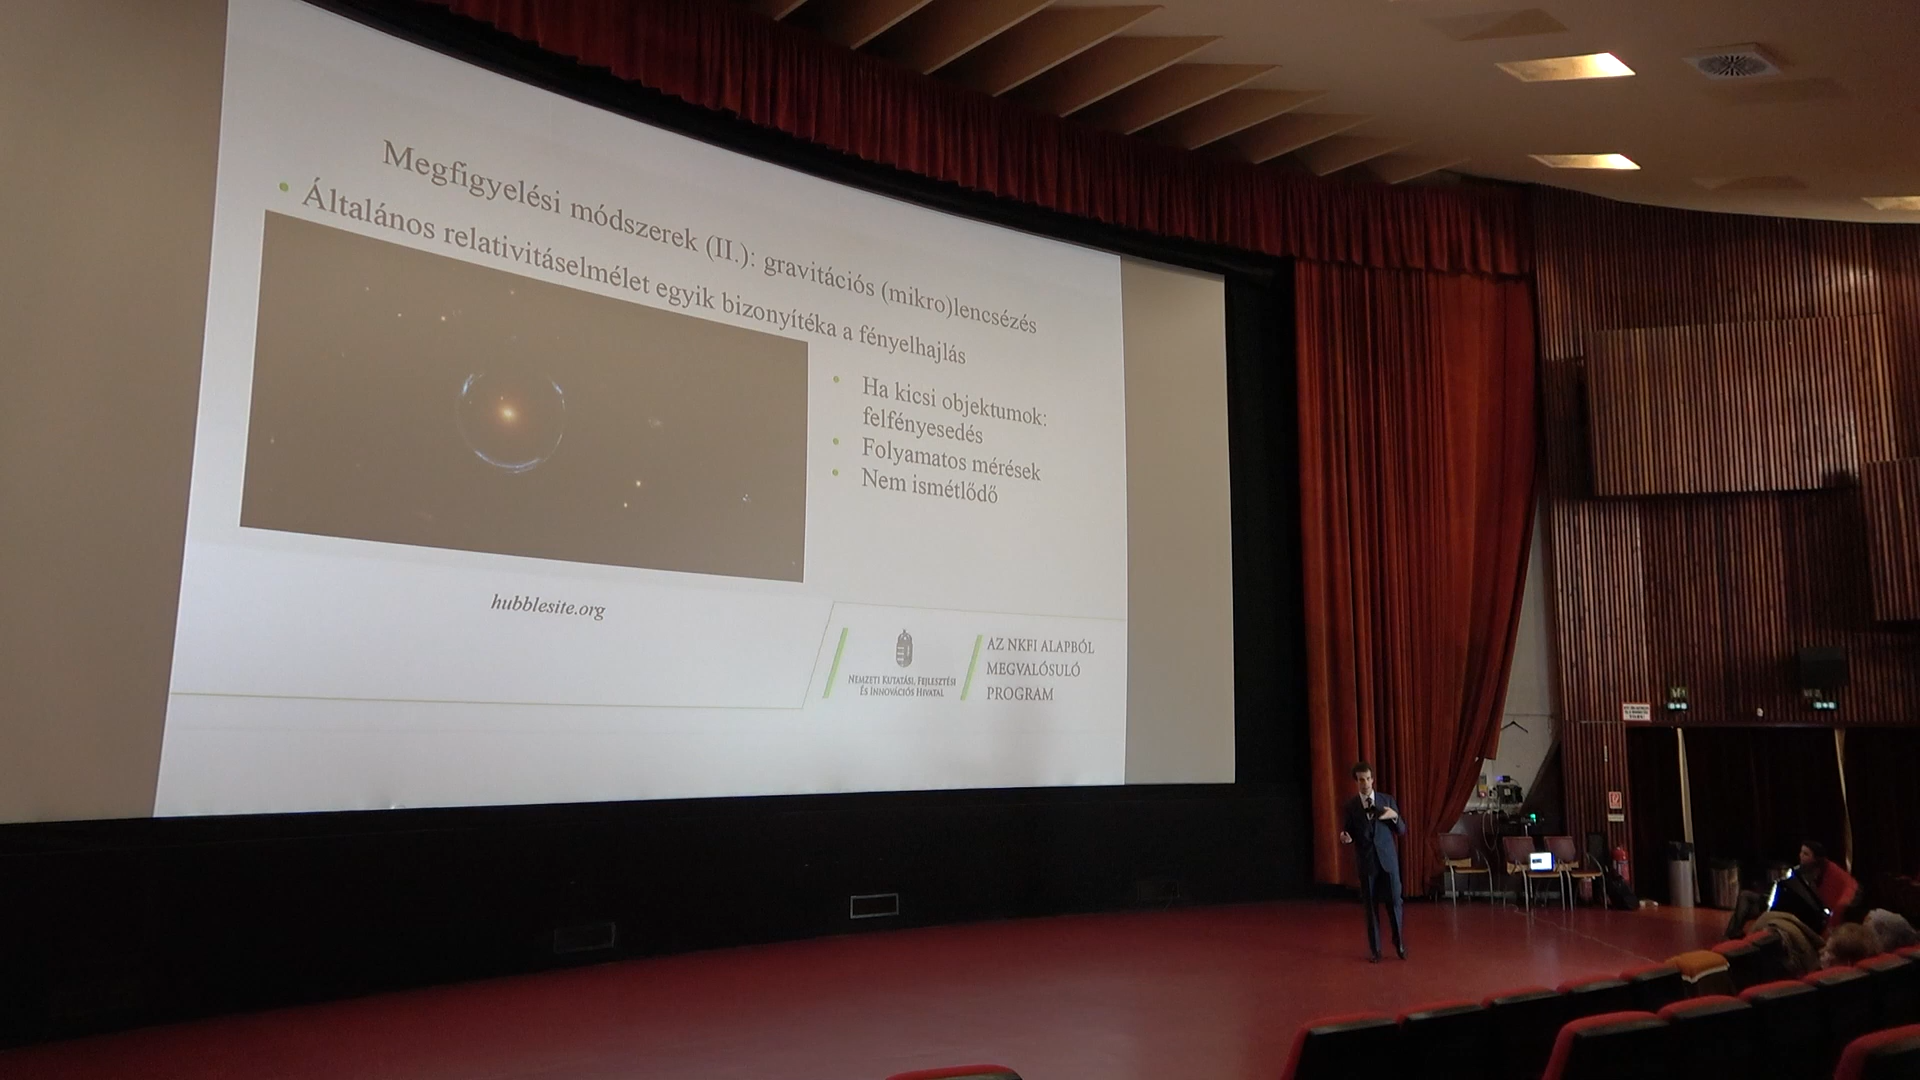 Megfigyelési módszerek (II.): gravitációs (mikro)lencsézés
Általános relativitáselmélet egyik bizonyítéka a fényelhajlás
Ha kicsi objektumok:
felfényesedés
Folyamatos mérések
Nem ismétlődő
hubblesite.org
NEMZETI KUTATÁSI, FEJLESZTÉSI
ÉS INNOVÁCIÓS HIVATAL
AZ NKFI ALAPBÓL
MEGVALÓSULÓ
PROGRAM